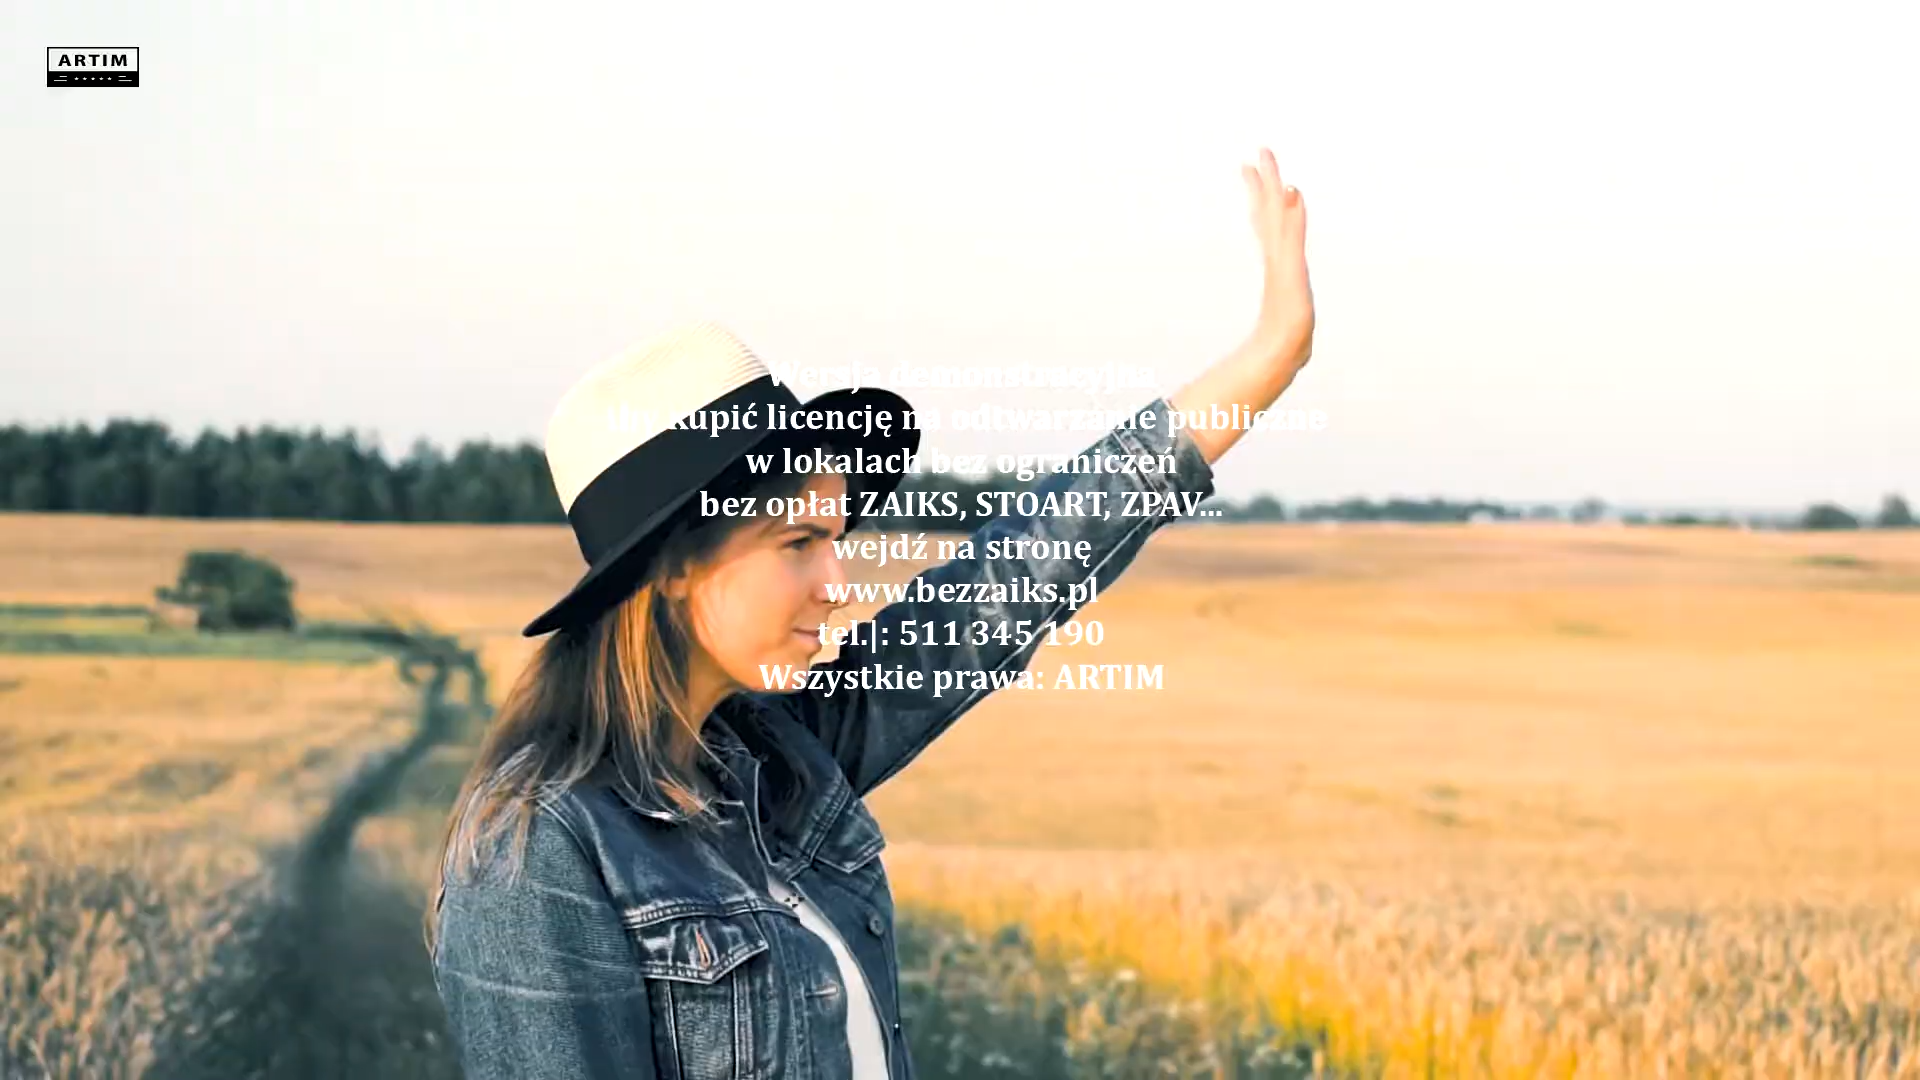 ARTIM
Wersja demonstracyjna
aby kupić licencję na odtwarzanie publiczne
w lokalach bez ograniczeń
bez opłat ZAIKS, STOART, ZPAV...
wejdź na stronę
www.bezzaiks.pl
tel.|: 511 345 190
Wszystkie prawa: ARTIM